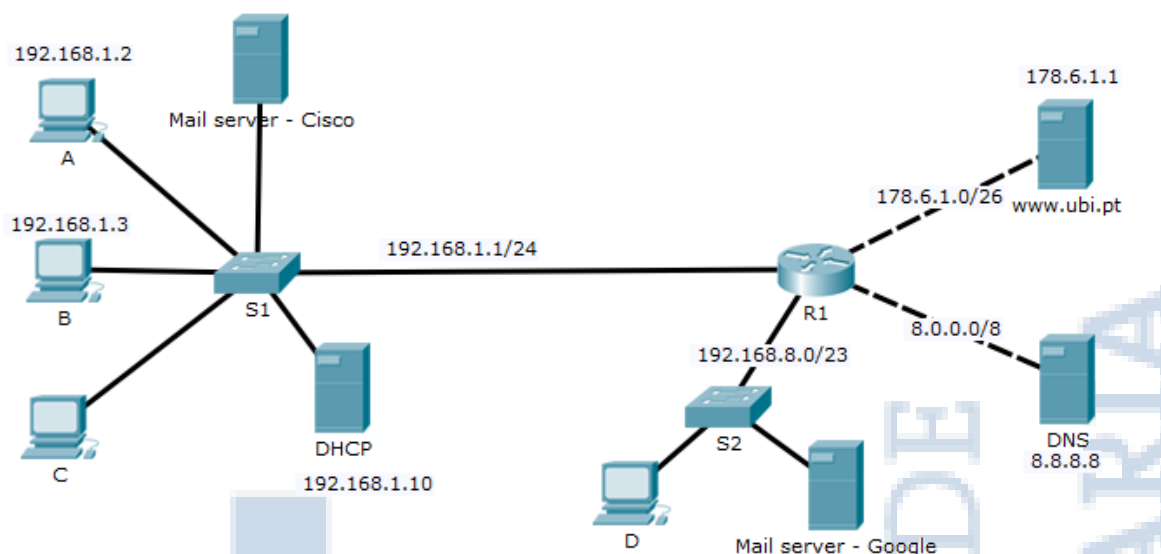 192.168.1.2
Mail server - Cisco
A
192.168.1.3
B
192.168.1.1/24
S1
C
DHCP
192.168.1.10
178.6.1.1
178.6.1.0/26
www.ubi.pt
R1
8.0.0.0/8
192.168.8.0/23
S2
DNS
8.8.8.8
D
Mail server - Google
DE
ARIA